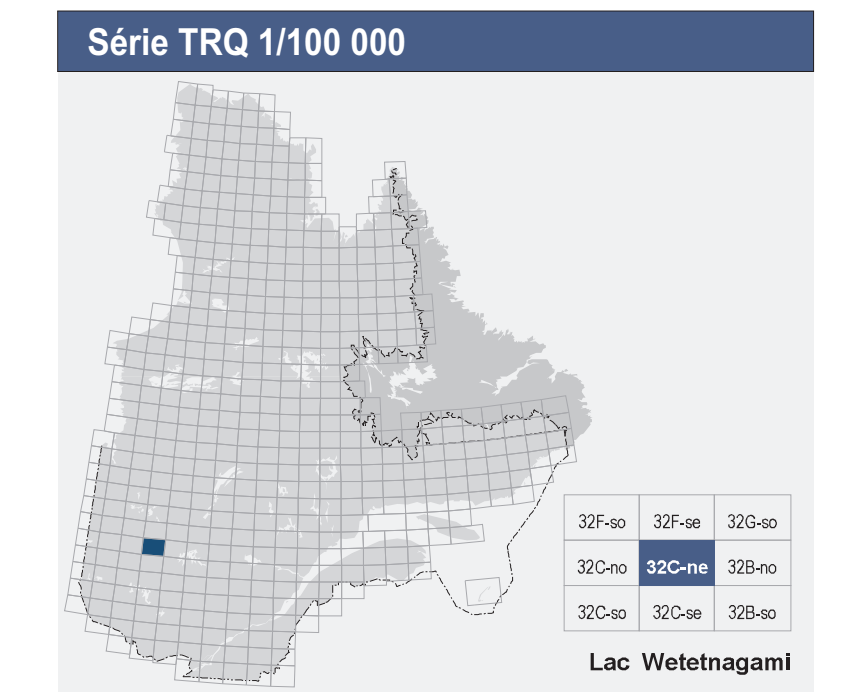 Série TRQ 1/100 000
32F-so 32F-se 32G-so
32C-no 32C-ne 32B-no
32C-so 32C-se 32B-so
Lac Wetetnagami